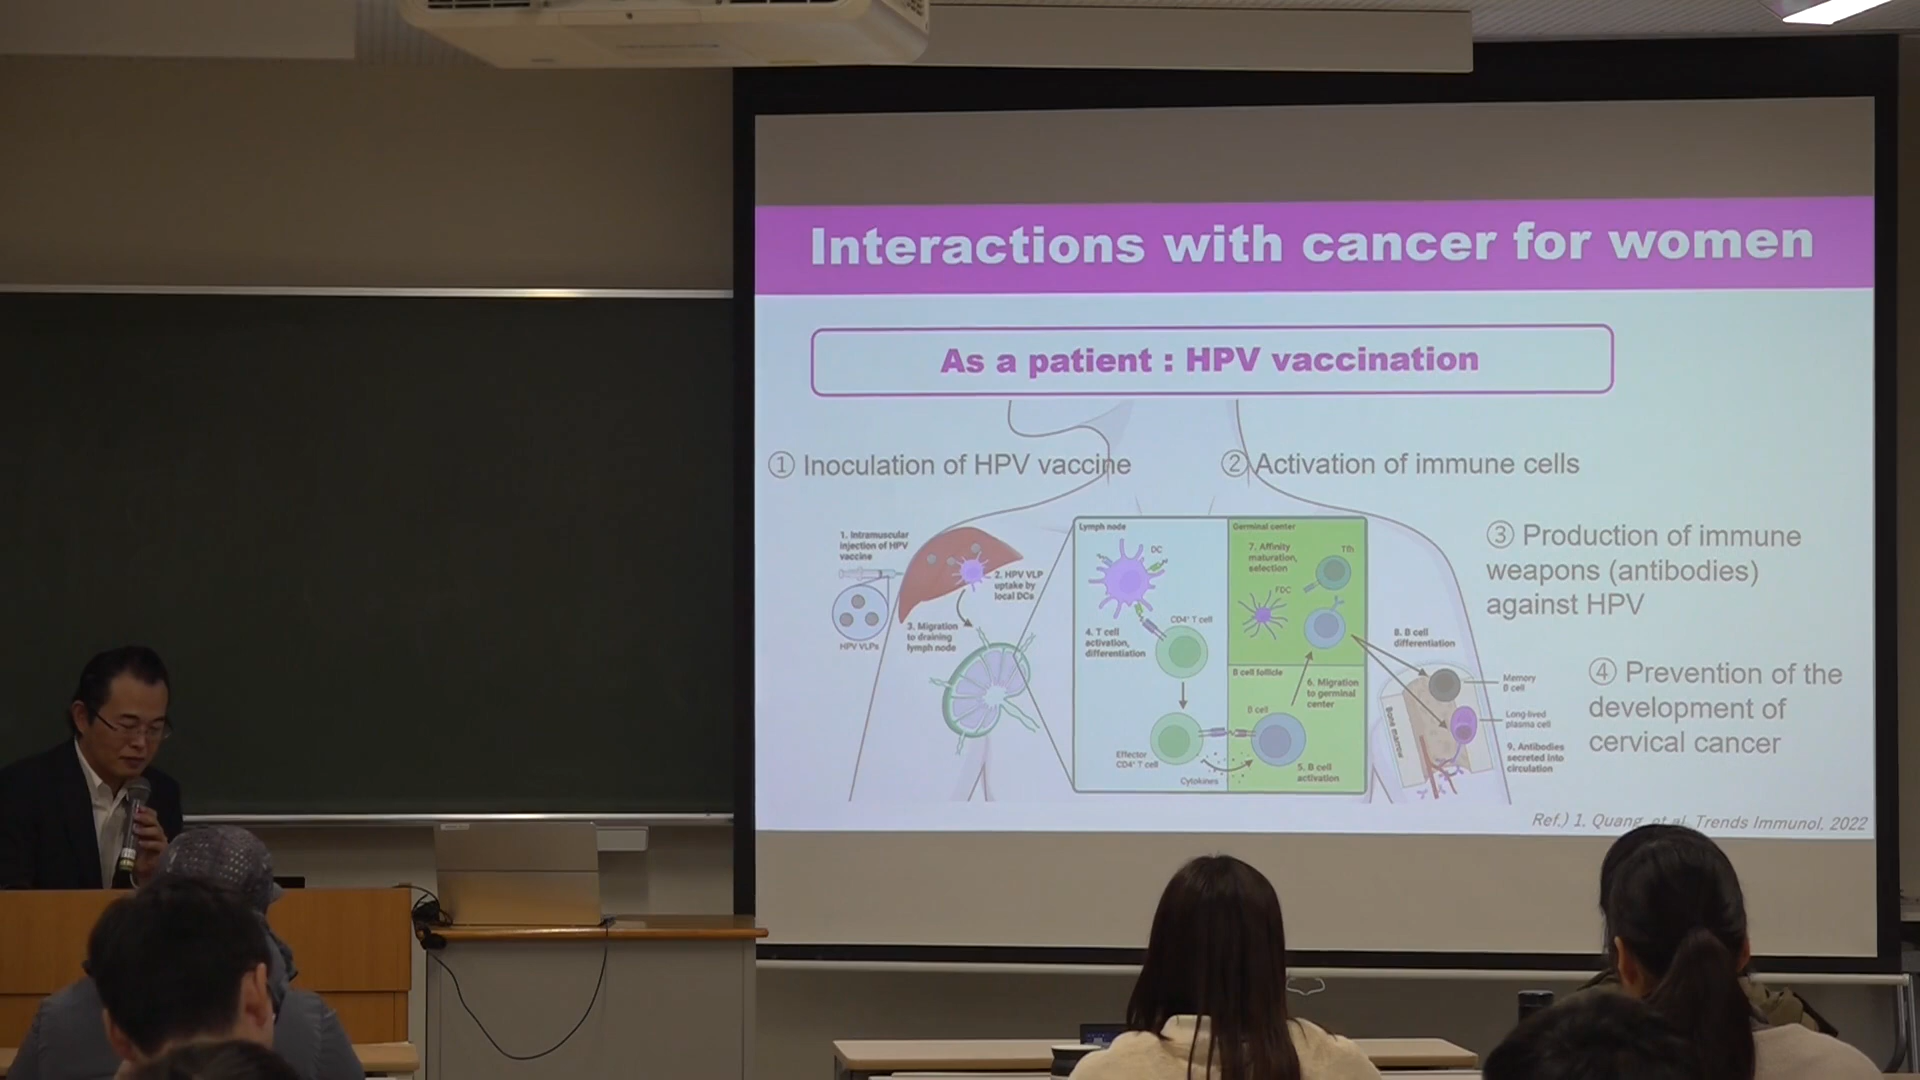 Interactions with cancer for women
As a patient : HPV vaccination
① Inoculation of HPV vaccine
② Activation of immune cells
③ Production of immune
weapons (antibodies)
against HPV
④ Prevention of the
development of
cervical cancer
1. Intramuscular
injection of HPV
vaccine
HPV VLPs
2. HPV VLP
uptake by
local DCs
3. Migration
to draining
lymph node
Lymph node
DC
CD4+ T cell
4. T cell
activation,
differentiation
Effector
CD4+ T cell
Cytokines
Germinal center
7. Affinity
maturation,
selection
Tfh
FDC
B cell follicle
6. Migration
to germinal
center
B cell
5. B cell
activation
8. B cell
differentiation
Bone marrow
Memory
B cell
Long-lived
plasma cell
9. Antibodies
secreted into
circulation
Ref.) 1. Quang, et al. Trends Immunol. 2022